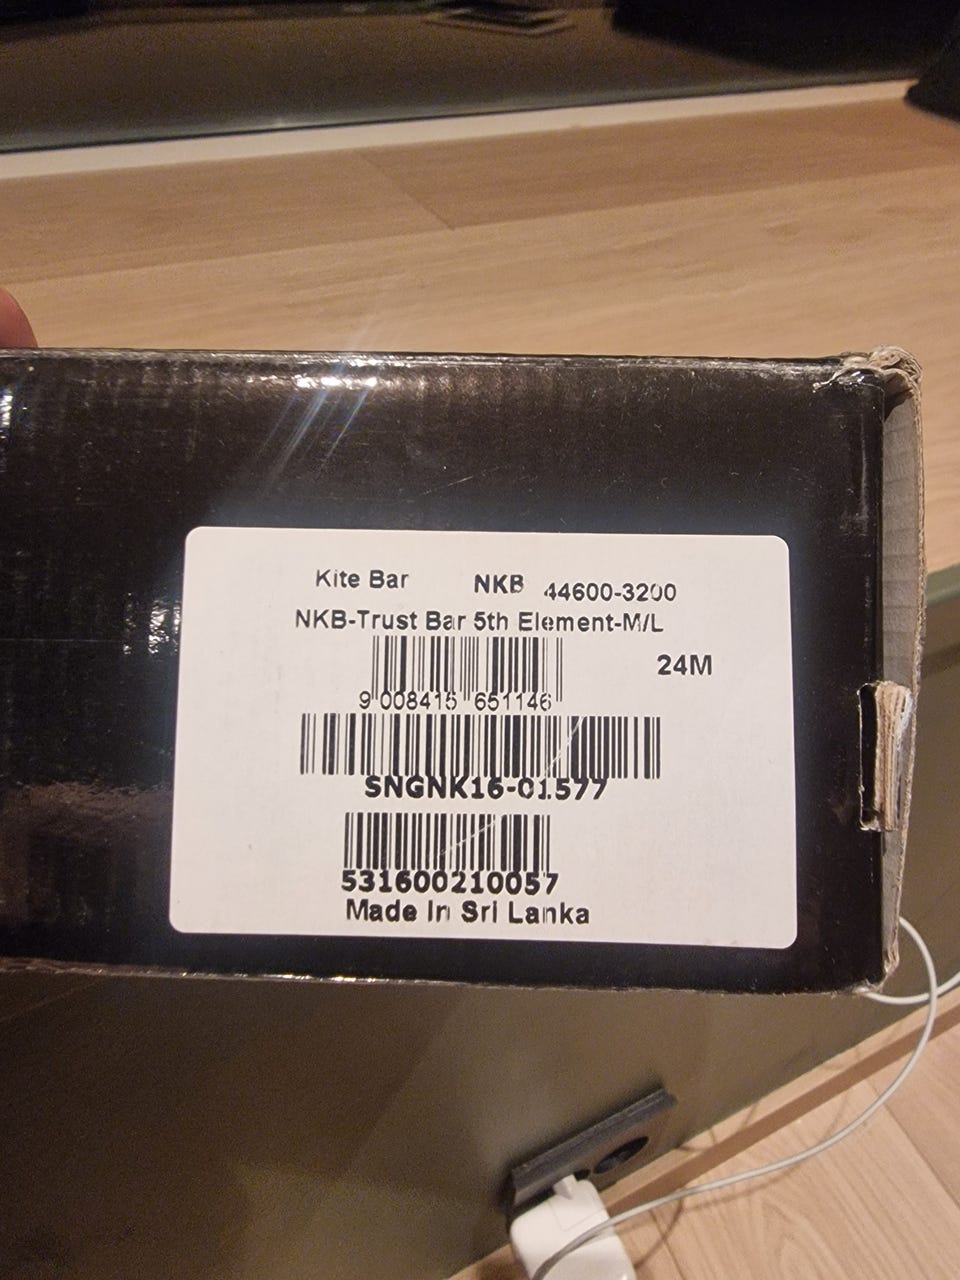 Kite Bar NKB 44600-3200
NKB-Trust Bar 5th Element-M/L
24M
9 008415 651146
SNGNK16-01577
531600210057
Made In Sri Lanka